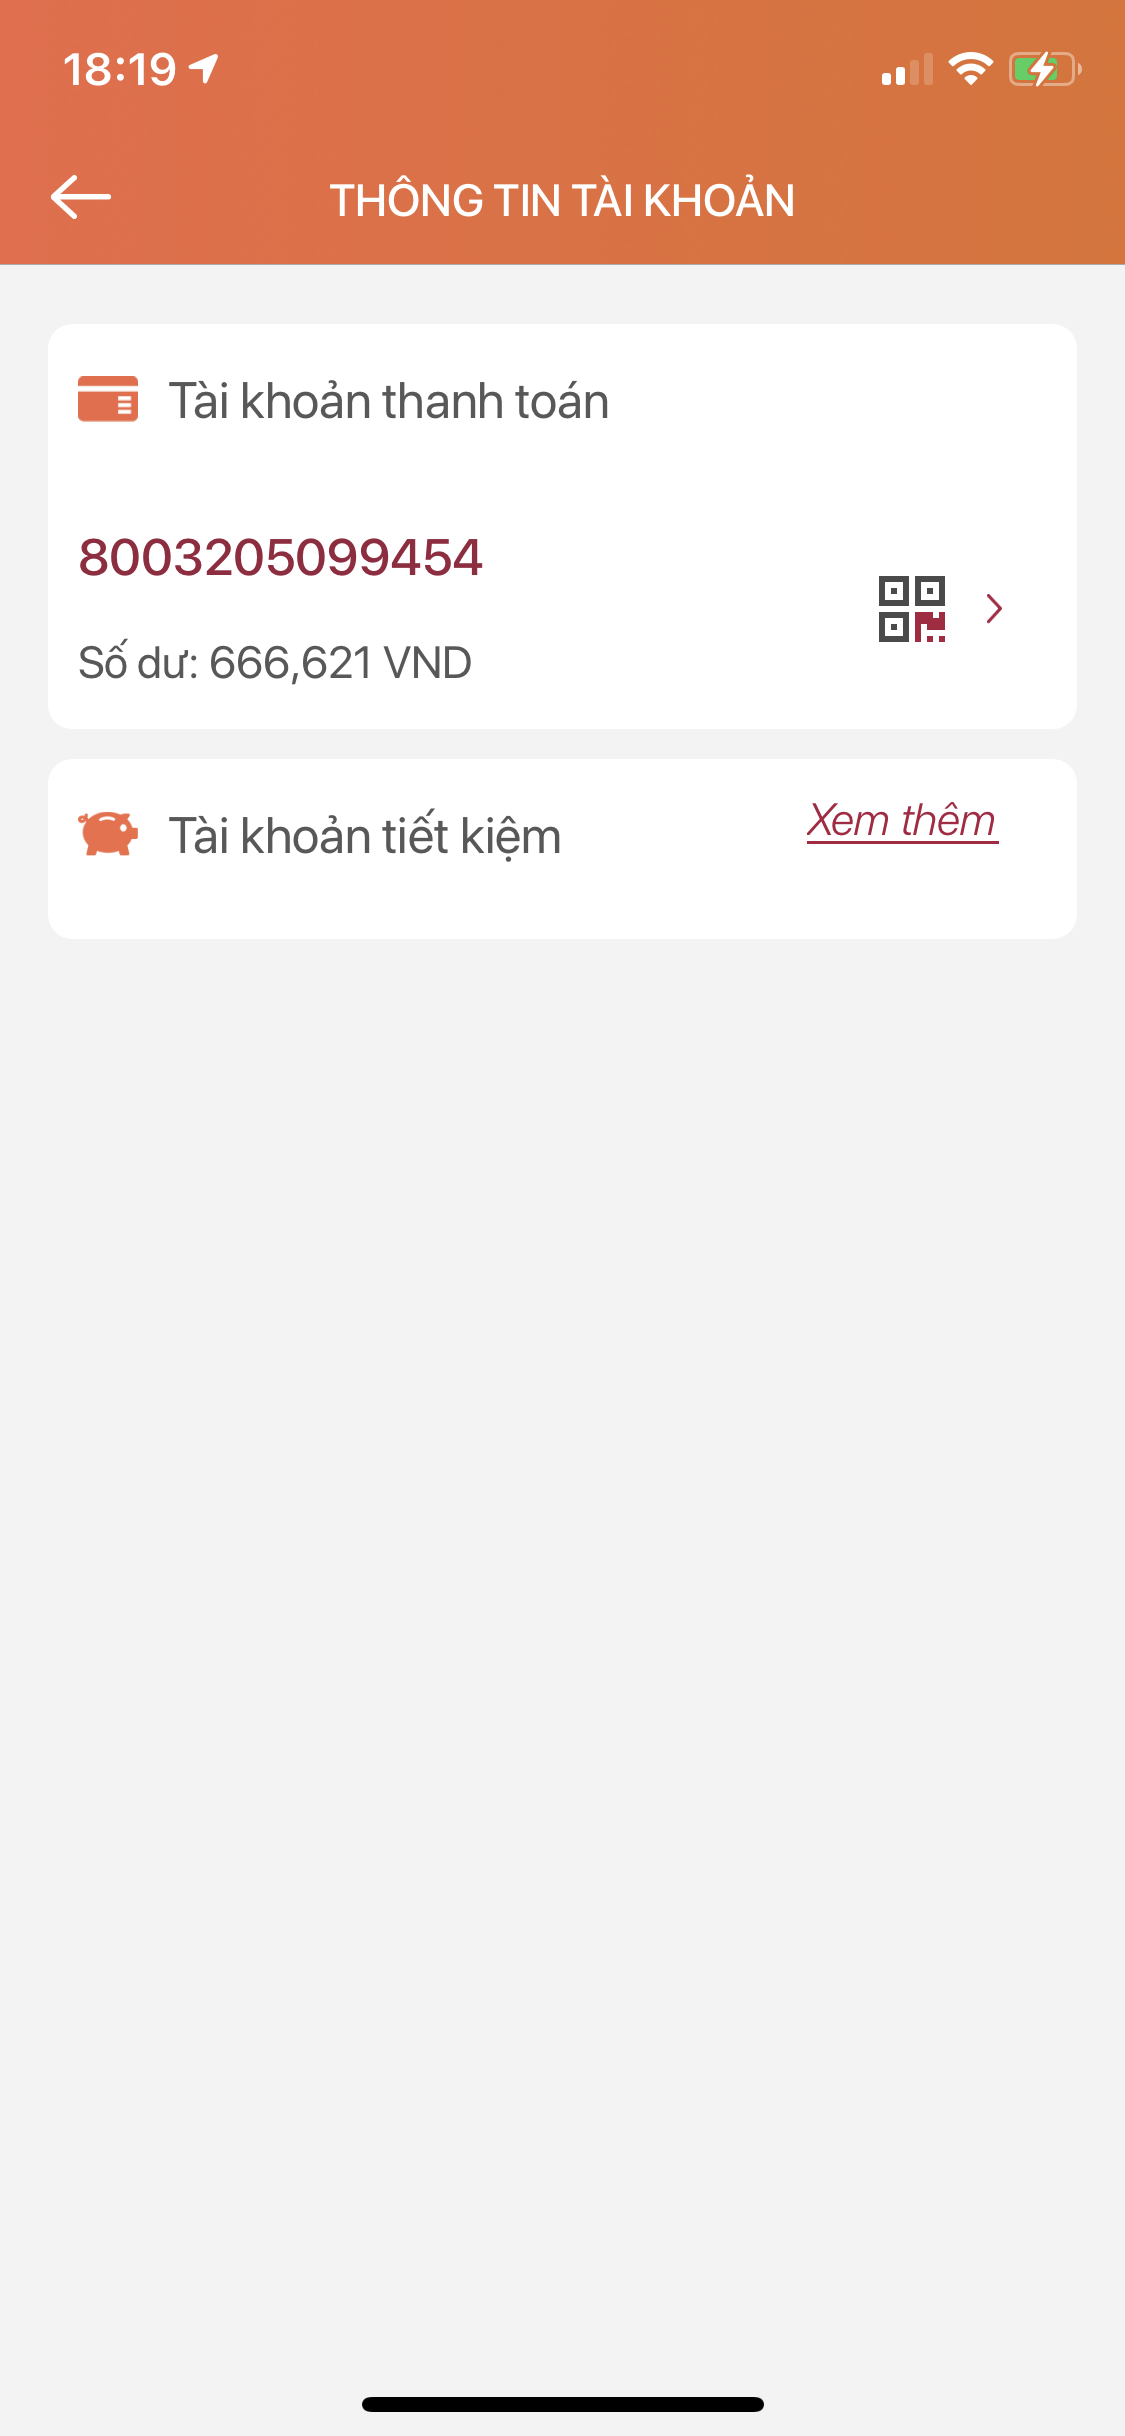 18:19
THÔNG TIN TÀI KHOẢN
Tài khoản thanh toán
8003205099454
Số dư: 666,621 VND
Tài khoản tiết kiệm
Xem thêm